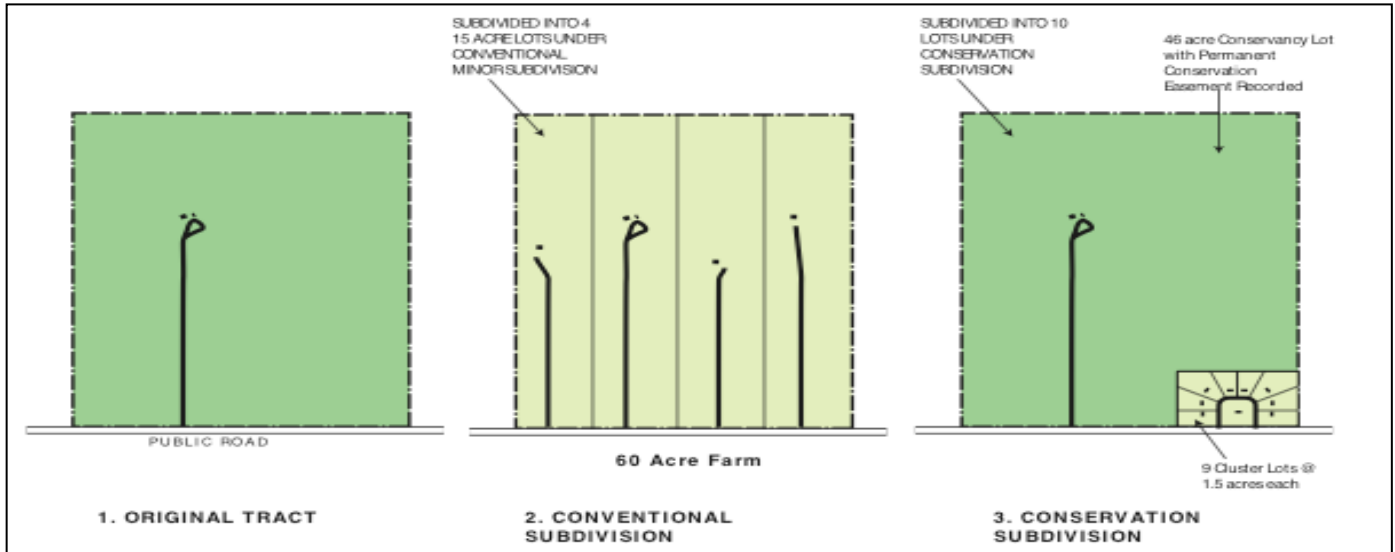 SUBDIVIDED INTO 4
15 ACRE LOTS UNDER
CONVENTIONAL
MINOR SUBDIVISION
SUBDIVIDED INTO 10
LOTS UNDER
CONSERVATION
SUBDIVISION
46 acre Conservancy Lot
with Permanent
Conservation
Easement Recorded
PUBLIC ROAD
60 Acre Farm
9 Cluster Lots @
1.5 acres each
1. ORIGINAL TRACT
2. CONVENTIONAL
SUBDIVISION
3. CONSERVATION
SUBDIVISION